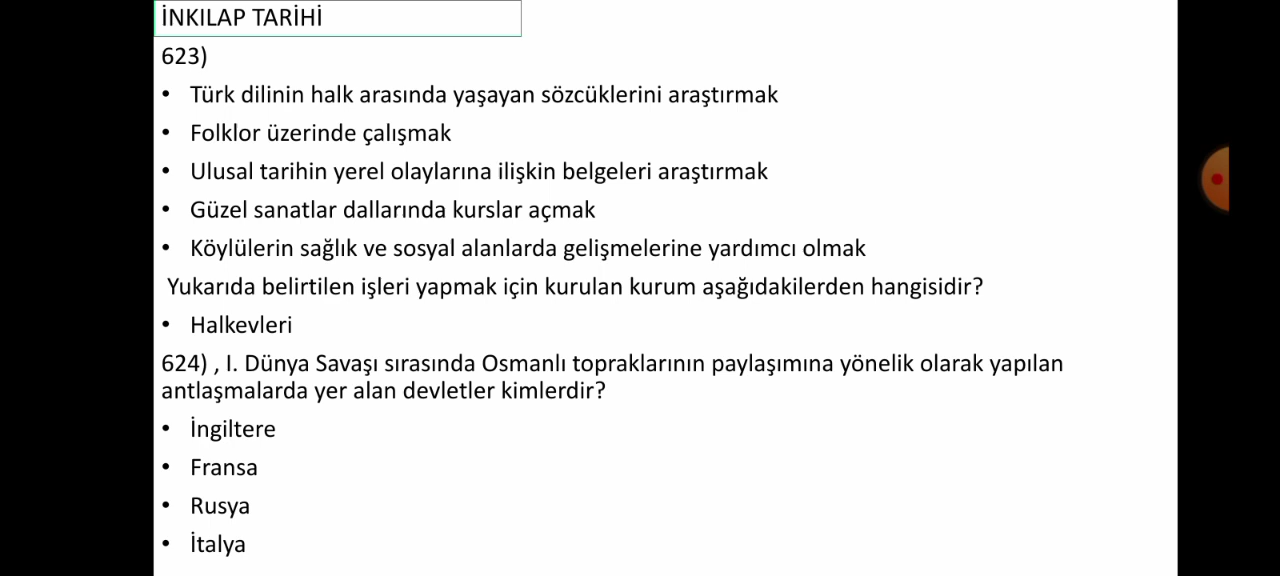 İNKILAP TARİHİ
623)
• Türk dilinin halk arasında yaşayan sözcüklerini araştırmak
• Folklor üzerinde çalışmak
• Ulusal tarihin yerel olaylarına ilişkin belgeleri araştırmak
• Güzel sanatlar dallarında kurslar açmak
• Köylülerin sağlık ve sosyal alanlarda gelişmelerine yardımcı olmak
Yukarıda belirtilen işleri yapmak için kurulan kurum aşağıdakilerden hangisidir?
• Halkevleri
624) , I. Dünya Savaşı sırasında Osmanlı topraklarının paylaşımına yönelik olarak yapılan
antlaşmalarda yer alan devletler kimlerdir?
• İngiltere
• Fransa
• Rusya
• İtalya